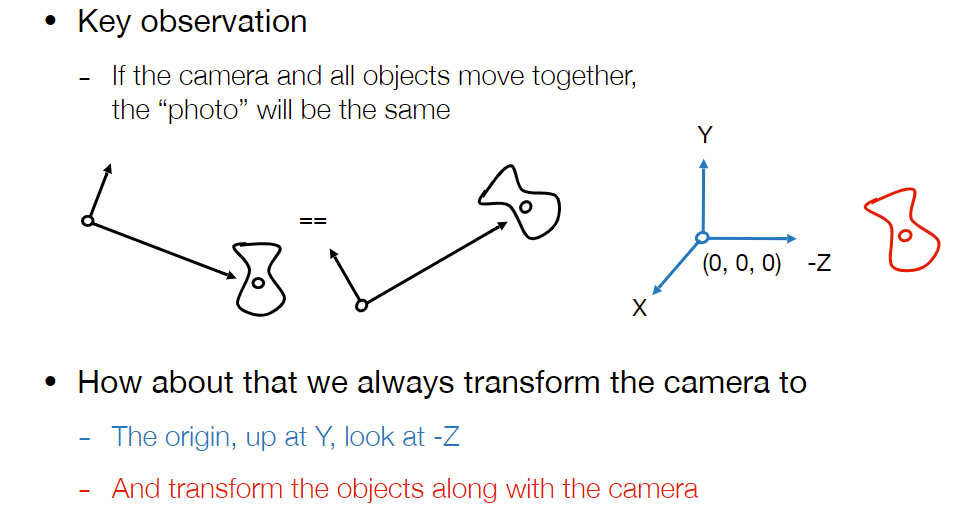 • Key observation
- If the camera and all objects move together,
the “photo” will be the same
Y
==
(0, 0, 0) -Z
X
• How about that we always transform the camera to
- The origin, up at Y, look at -Z
- And transform the objects along with the camera